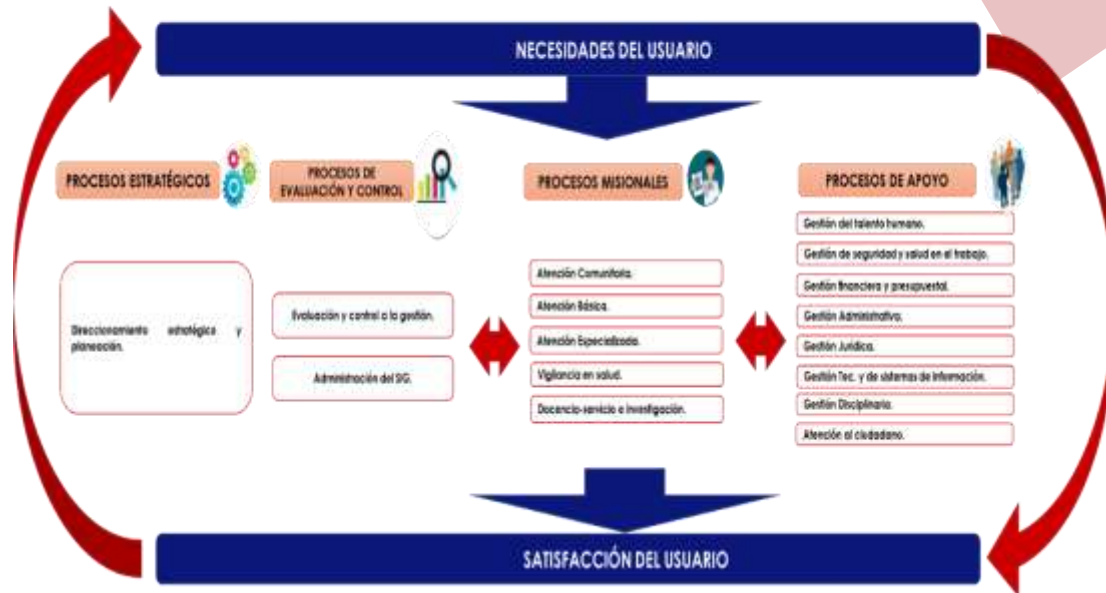 NECESIDADES DEL USUARIO
PROCESOS ESTRATÉGICOS
Direccionamiento estratégico y
planeación.
PROCESOS DE
EVALUACIÓN Y CONTROL
Evaluación y control a la gestión.
Administración del SIG.
PROCESOS MISIONALES
Atención Comunitaria.
Atención Básica.
Atención Especializada.
Vigilancia en salud.
Docencia-servicio e investigación.
PROCESOS DE APOYO
Gestión del talento humano.
Gestión de seguridad y salud en el trabajo.
Gestión financiera y presupuestal.
Gestión Administrativa.
Gestión Jurídica.
Gestión Tec. y de sistemas de información.
Gestión Disciplinaria.
Atención al ciudadano.
SATISFACCIÓN DEL USUARIO